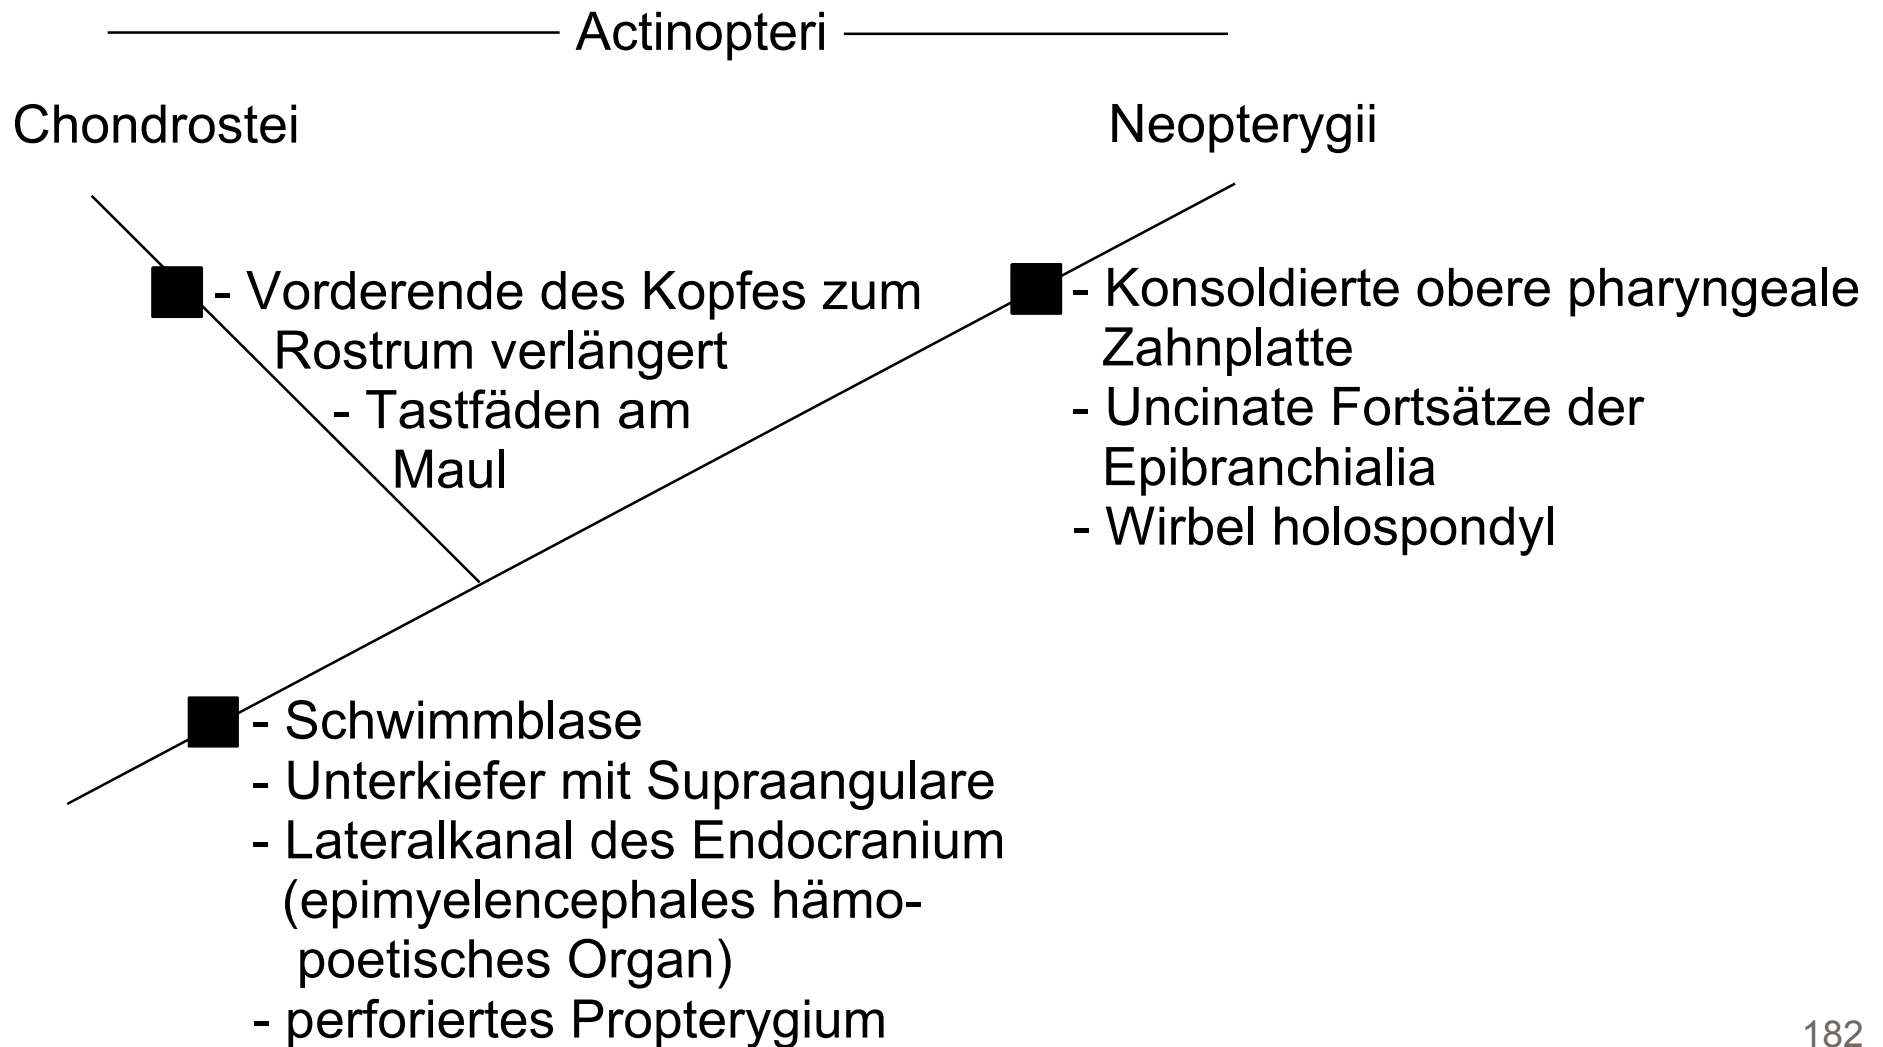 Actinopteri
Chondrostei
Neopterygii
- Vorderende des Kopfes zum
Rostrum verlängert
- Tastfäden am
Maul
- Konsoldierte obere pharyngeale
Zahnplatte
- Uncinate Fortsätze der
Epibranchialia
- Wirbel holospondyl
- Schwimmblase
- Unterkiefer mit Supraangulare
- Lateralkanal des Endocranium
(epimyelencephales hämo-
poetisches Organ)
- perforiertes Propterygium
182